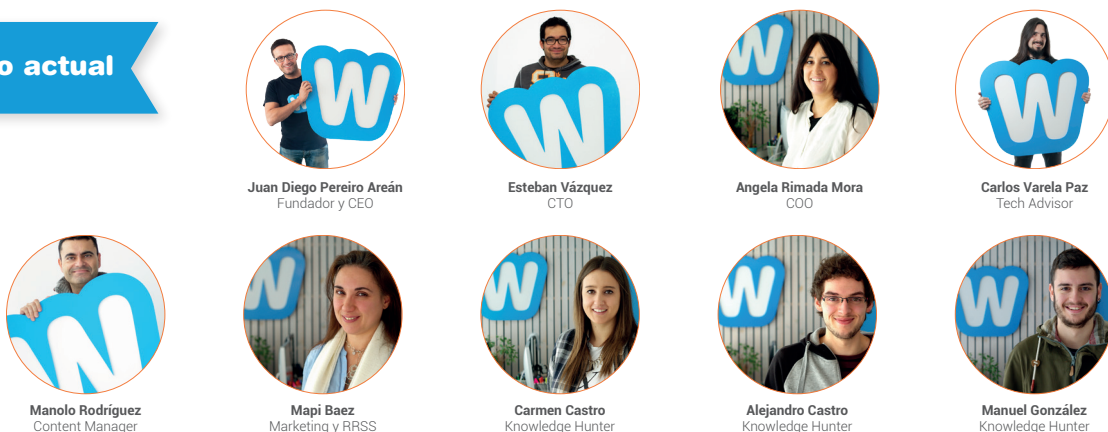 o actual
W
W
W
W
Juan Diego Pereiro Areán
Fundador y CEO
Esteban Vázquez
CTO
Angela Rimada Mora
COO
Carlos Varela Paz
Tech Advisor
W
W
W
W
W
Manolo Rodríguez
Content Manager
Mapi Baez
Marketing y RRSS
Carmen Castro
Knowledge Hunter
Alejandro Castro
Knowledge Hunter
Manuel González
Knowledge Hunter